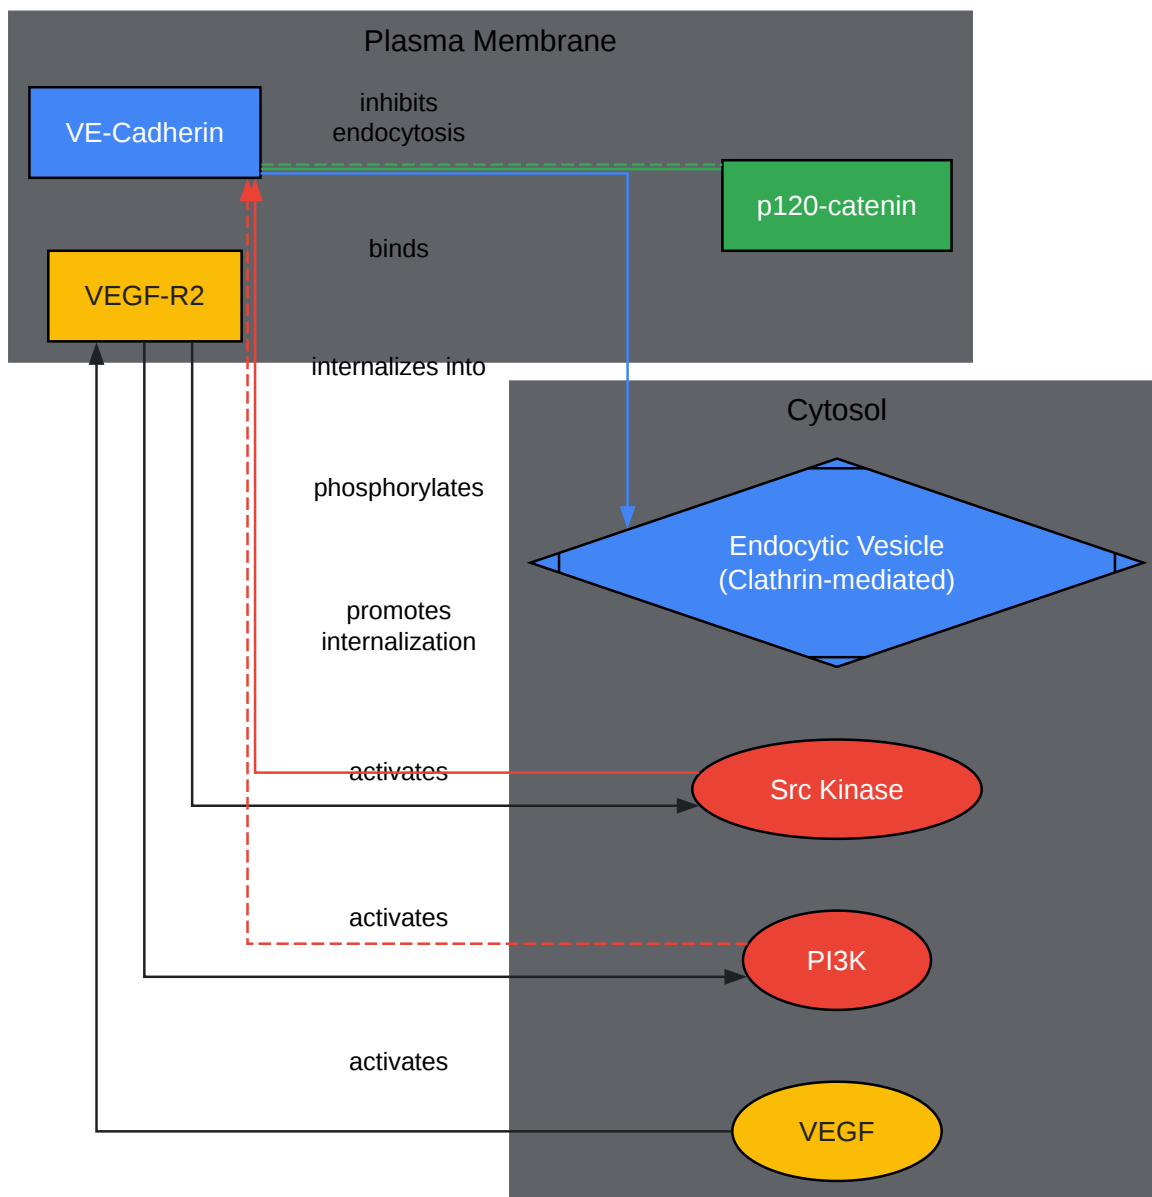 Plasma Membrane
VE-Cadherin
inhibits
endocytosis
p120-catenin
binds
VEGF-R2
internalizes into
Cytosol
phosphorylates
Endocytic Vesicle
(Clathrin-mediated)
promotes
internalization
activates
Src Kinase
activates
PI3K
activates
VEGF